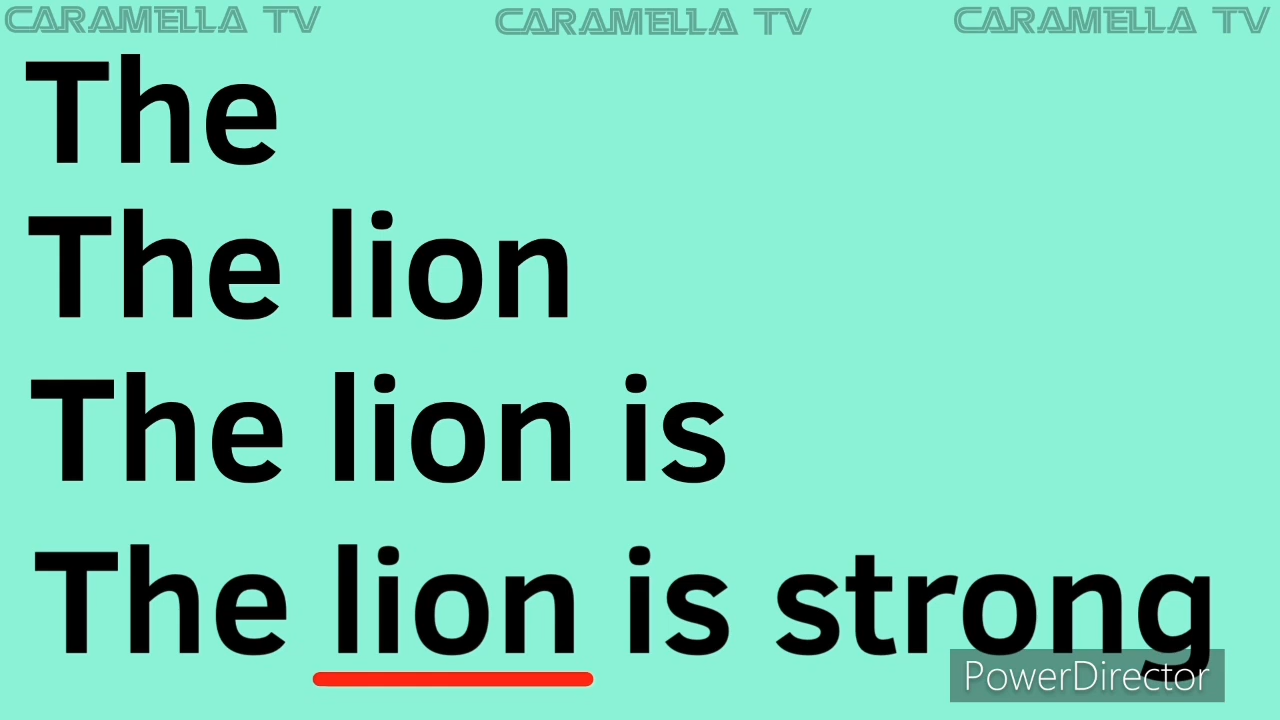 CARAMELLA TV CARAMELLA TV CARAMELLA TV
The
The lion
The lion is
The lion is strong
PowerDirector